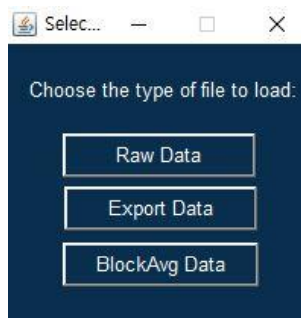 Selec...
Choose the type of file to load:
Raw Data
Export Data
BlockAvg Data